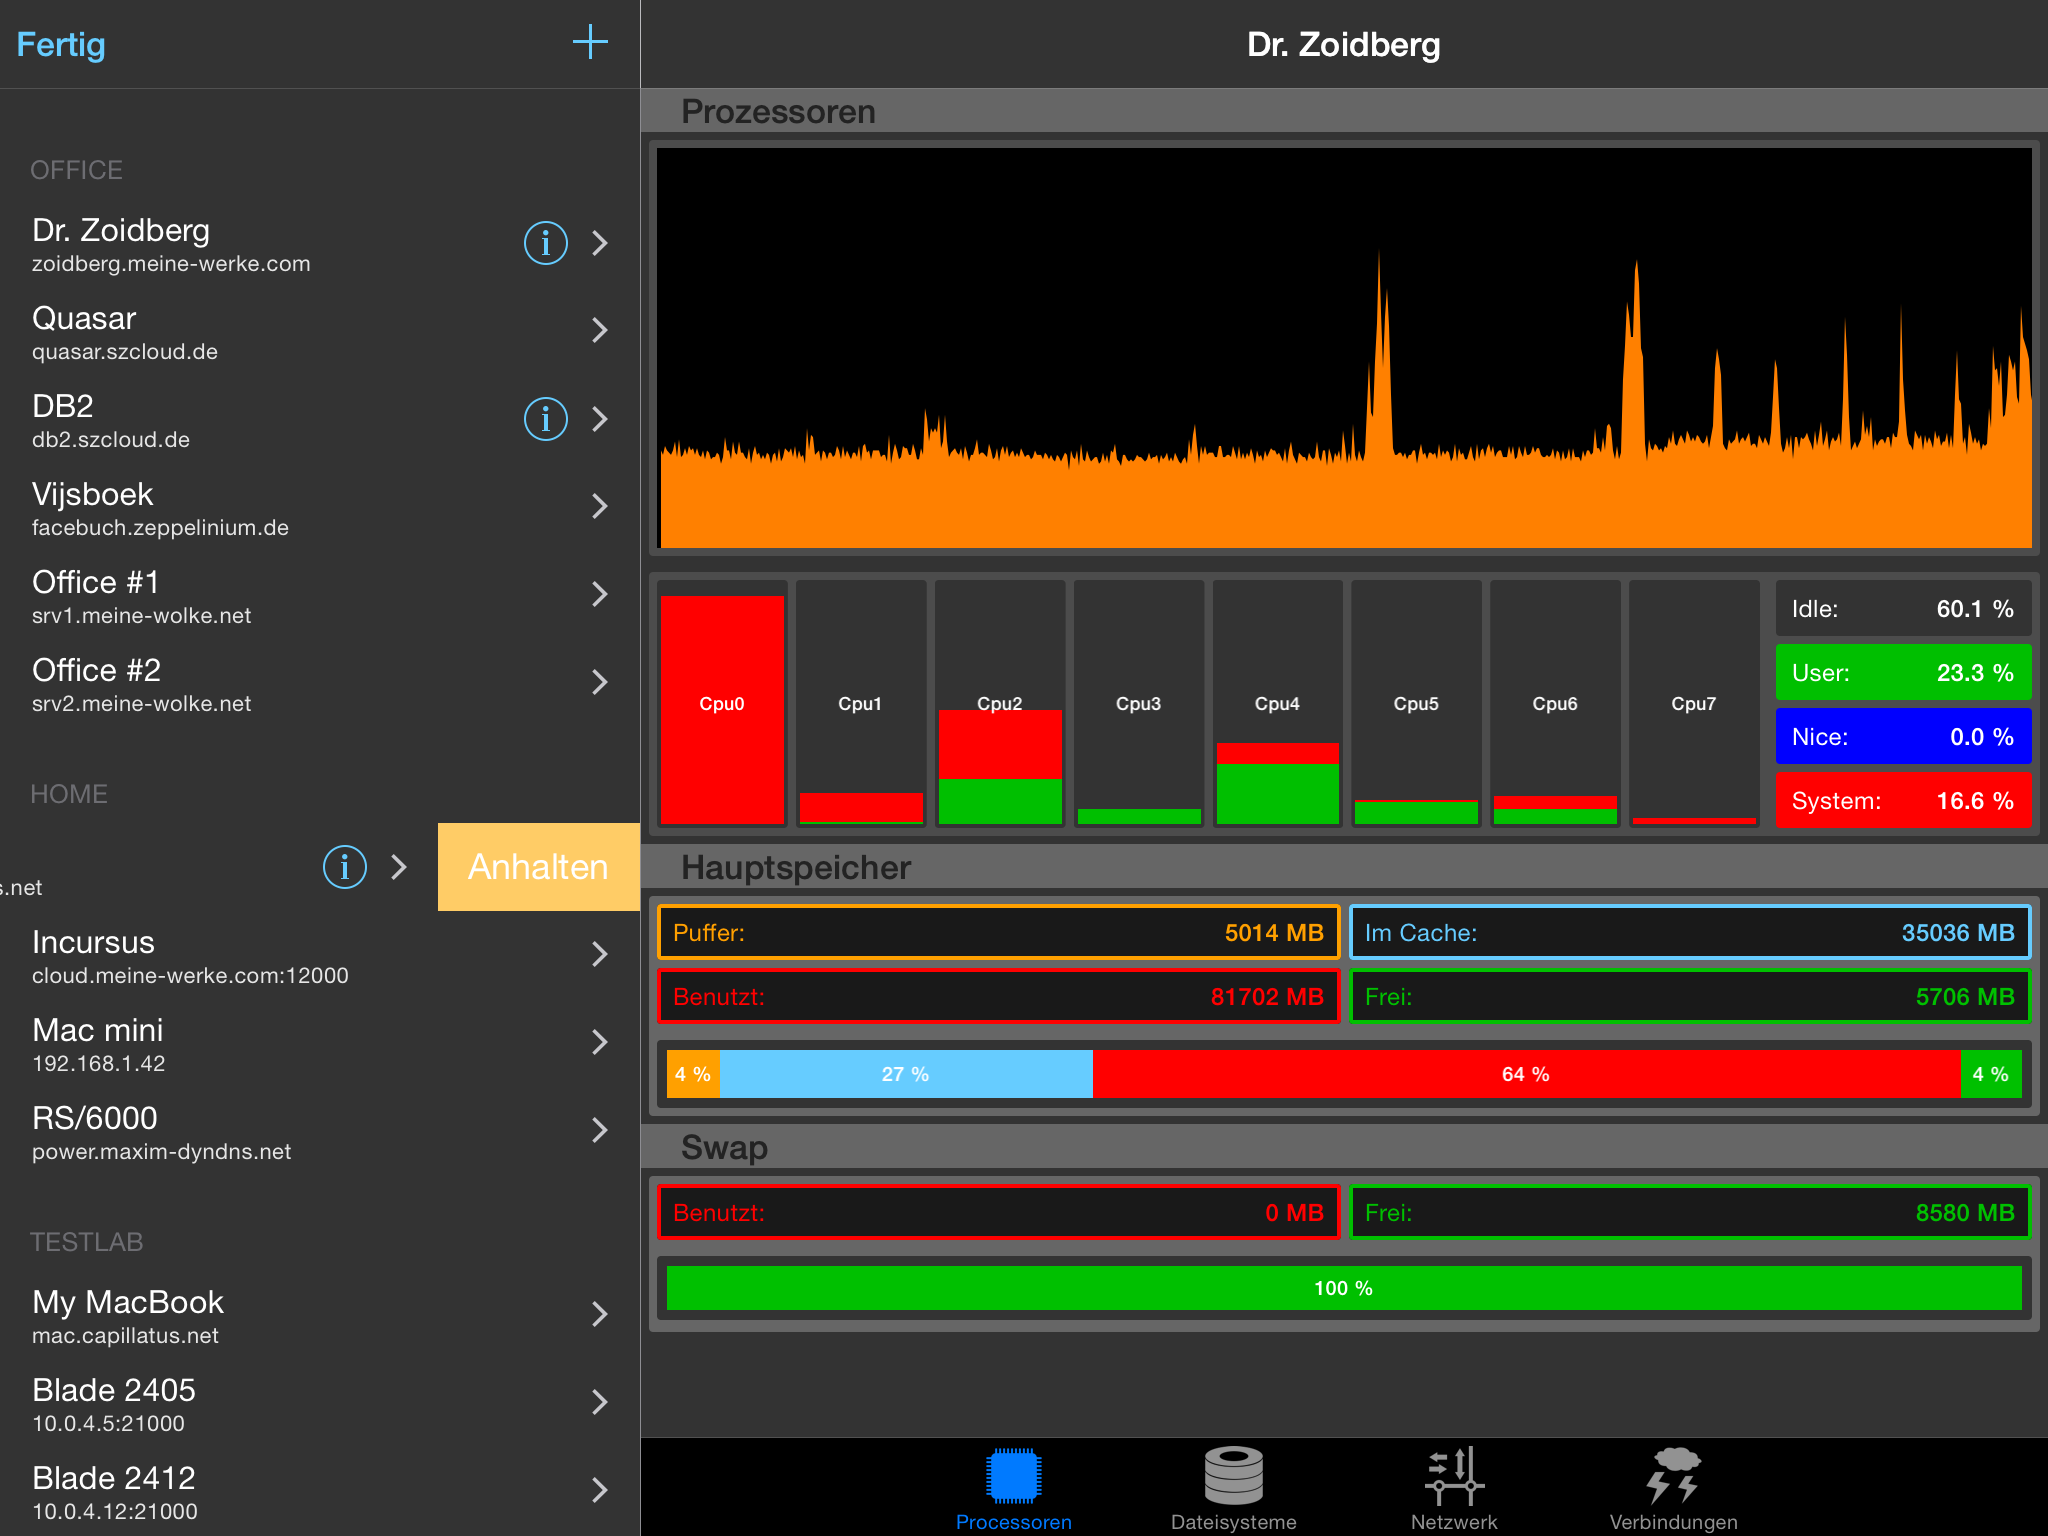 Fertig
OFFICE
Dr. Zoidberg
zoidberg.meine-werke.com
Quasar
quasar.szcloud.de
DB2
db2.szcloud.de
Vijsboek
facebuch.zeppelinium.de
Office #1
srv1.meine-wolke.net
Office #2
srv2.meine-wolke.net
HOME
s.net
Anhalten
Incursus
cloud.meine-werke.com:12000
Mac mini
192.168.1.42
RS/6000
power.maxim-dyndns.net
TESTLAB
My MacBook
mac.capillatus.net
Blade 2405
10.0.4.5:21000
Blade 2412
10.0.4.12:21000
Dr. Zoidberg
Prozessoren
Cpu0 Cpu1 Cpu2 Cpu3 Cpu4 Cpu5 Cpu6 Cpu7
Idle: 60.1 %
User: 23.3 %
Nice: 0.0 %
System: 16.6 %
Hauptspeicher
Puffer: 5014 MB
Im Cache: 35036 MB
Benutzt: 81702 MB
Frei: 5706 MB
4 % 27 % 64 % 4 %
Swap
Benutzt: 0 MB
Frei: 8580 MB
100 %
Processoren Dateisysteme Netzwerk Verbindungen